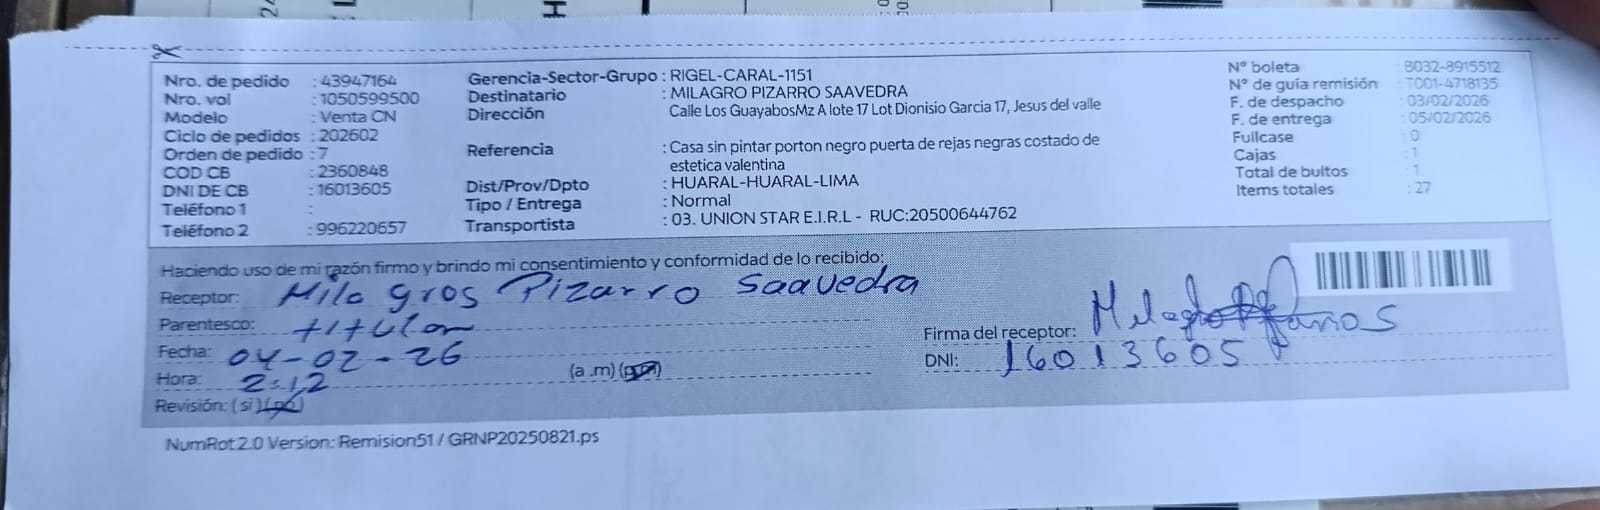 Nro. de pedido : 43947164
Nro. vol : 1050599500
Modelo : Venta CN
Ciclo de pedidos : 202602
Orden de pedido : 7
COD CB : 2360848
DNI DE CB : 16013605
Teléfono 1 :
Teléfono 2 : 996220657
Gerencia-Sector-Grupo : RIGEL-CARAL-1151
Destinatario : MILAGRO PIZARRO SAAVEDRA
Dirección : Calle Los GuayabosMz A lote 17 Lot Dionisio Garcia 17, Jesus del valle
Referencia : Casa sin pintar porton negro puerta de rejas negras costado de
estetica valentina
Dist/Prov/Dpto : HUARAL-HUARAL-LIMA
Tipo / Entrega : Normal
Transportista : 03. UNION STAR E.I.R.L - RUC:20500644762
N° boleta : B032-8915512
N° de guía remisión : T001-4718135
F. de despacho : 03/02/2026
F. de entrega : 05/02/2026
Fullcase : 0
Cajas : 1
Total de bultos : 1
Items totales : 27
Haciendo uso de mi razón firmo y brindo mi consentimiento y conformidad de lo recibido:
Receptor: Milagros Pizarro Saavedra
Parentesco: titular
Fecha: 04-02-26
Hora: 2:12 (a .m) (p.m)
Revisión: ( si ) ( no )
Firma del receptor:
DNI: 16013605
NumRot 2.0 Version: Remision51 / GRNP20250821.ps